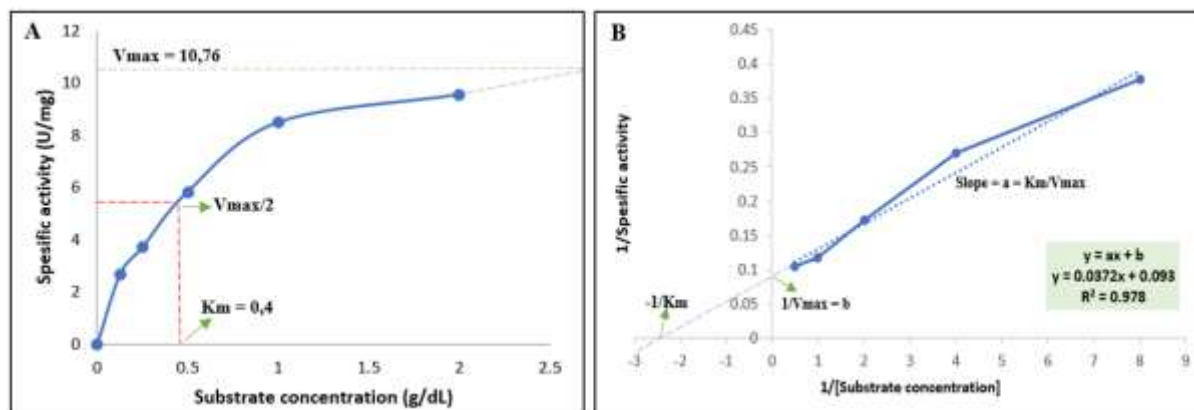 A
12
Vmax = 10,76
10
8
6
4
2
0
Spesific activity (U/mg)
Vmax/2
Km = 0,4
0
0.5
1
1.5
2
2.5
Substrate concentration (g/dL)
B
0.45
0.4
0.35
0.3
0.25
0.2
0.15
0.1
0.05
0
1/Spesific activity
Slope = a = Km/Vmax
y = ax + b
y = 0.0372x + 0.093
R² = 0.978
-1/Km
1/Vmax = b
-3 -2 -1 0 1 2 3 4 5 6 7 8 9
1/[Substrate concentration]